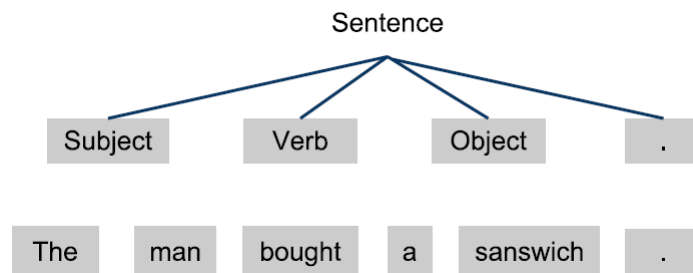 Sentence
Subject Verb Object .
The man bought a sanswich .